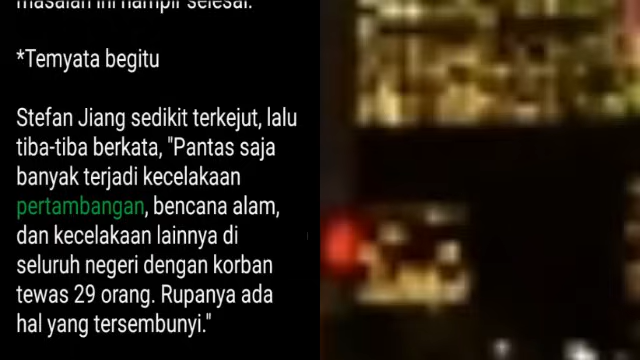 masalah ini hampir selesai.
*Temyata begitu
Stefan Jiang sedikit terkejut, lalu
tiba-tiba berkata, "Pantas saja
banyak terjadi kecelakaan
pertambangan, bencana alam,
dan kecelakaan lainnya di
seluruh negeri dengan korban
tewas 29 orang. Rupanya ada
hal yang tersembunyi."